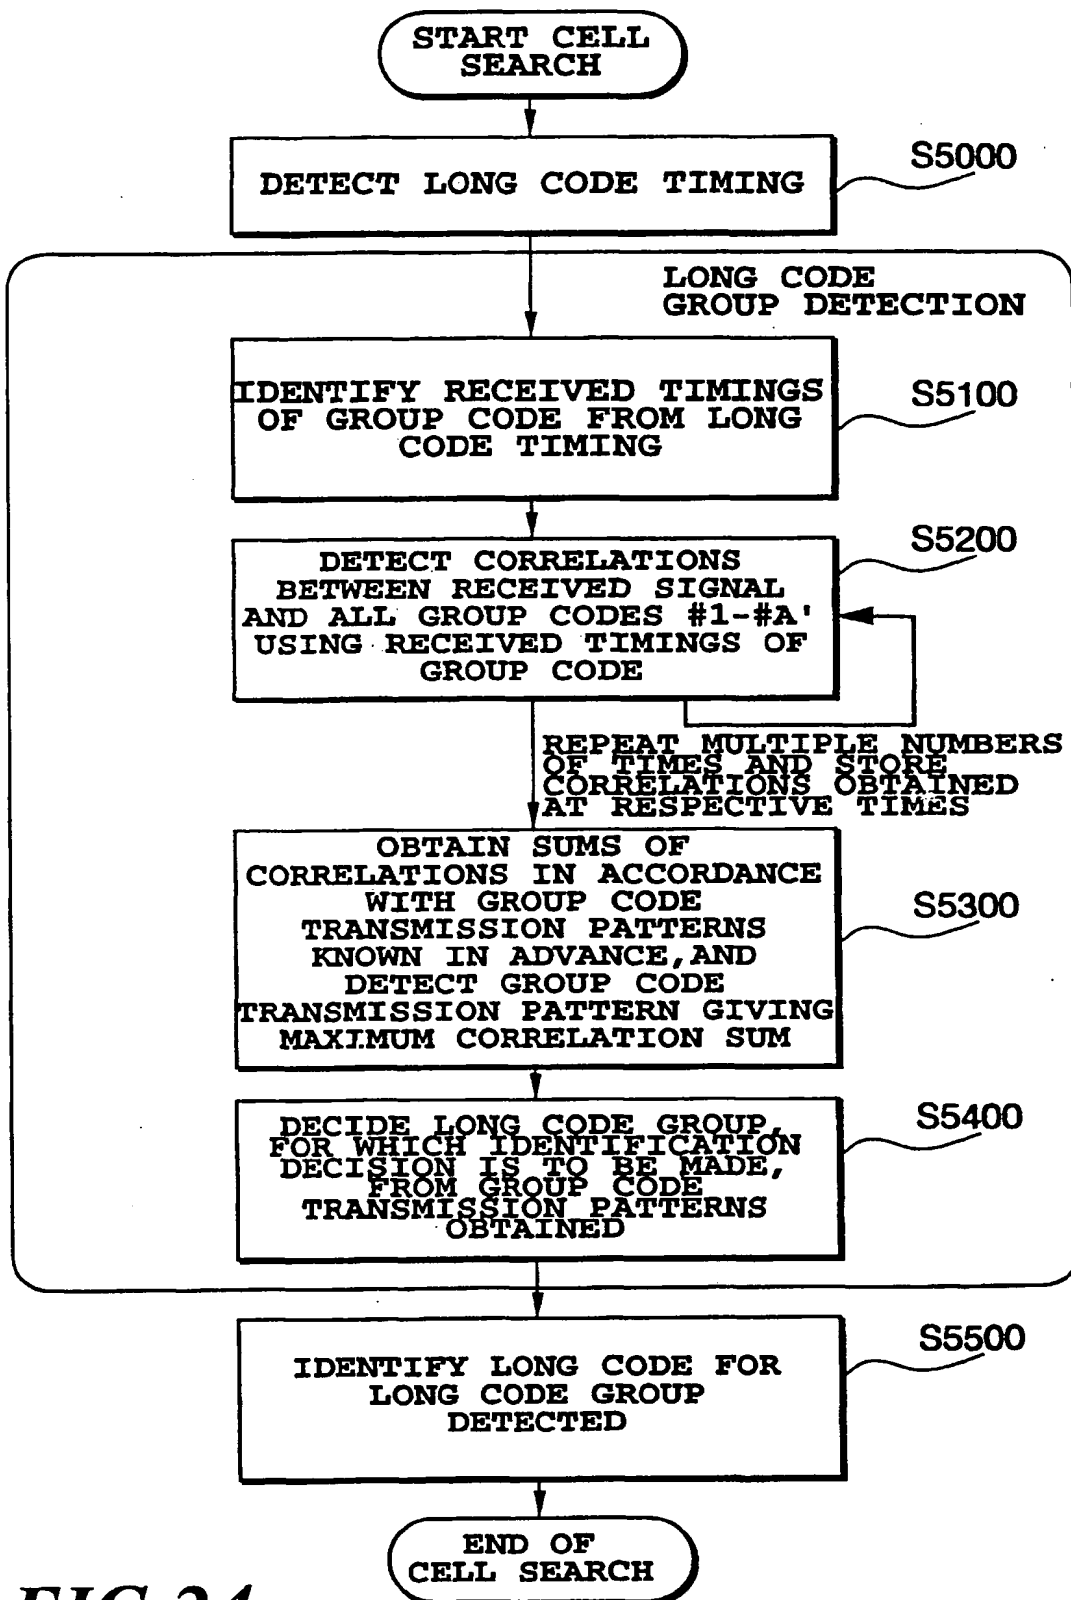 START CELL
SEARCH
S5000
DETECT LONG CODE TIMING
LONG CODE
GROUP DETECTION
S5100
IDENTIFY RECEIVED TIMINGS
OF GROUP CODE FROM LONG
CODE TIMING
S5200
DETECT CORRELATIONS
BETWEEN RECEIVED SIGNAL
AND ALL GROUP CODES #1-#A'
USING RECEIVED TIMINGS OF
GROUP CODE
REPEAT MULTIPLE NUMBERS
OF TIMES AND STORE
CORRELATIONS OBTAINED
AT RESPECTIVE TIMES
OBTAIN SUMS OF
CORRELATIONS IN ACCORDANCE
WITH GROUP CODE
TRANSMISSION PATTERNS
KNOWN IN ADVANCE, AND
DETECT GROUP CODE
TRANSMISSION PATTERN GIVING
MAXIMUM CORRELATION SUM
S5300
DECIDE LONG CODE GROUP,
FOR WHICH IDENTIFICATION
DECISION IS TO BE MADE,
FROM GROUP CODE
TRANSMISSION PATTERNS
OBTAINED
S5400
S5500
IDENTIFY LONG CODE FOR
LONG CODE GROUP
DETECTED
END OF
CELL SEARCH
FIG.24